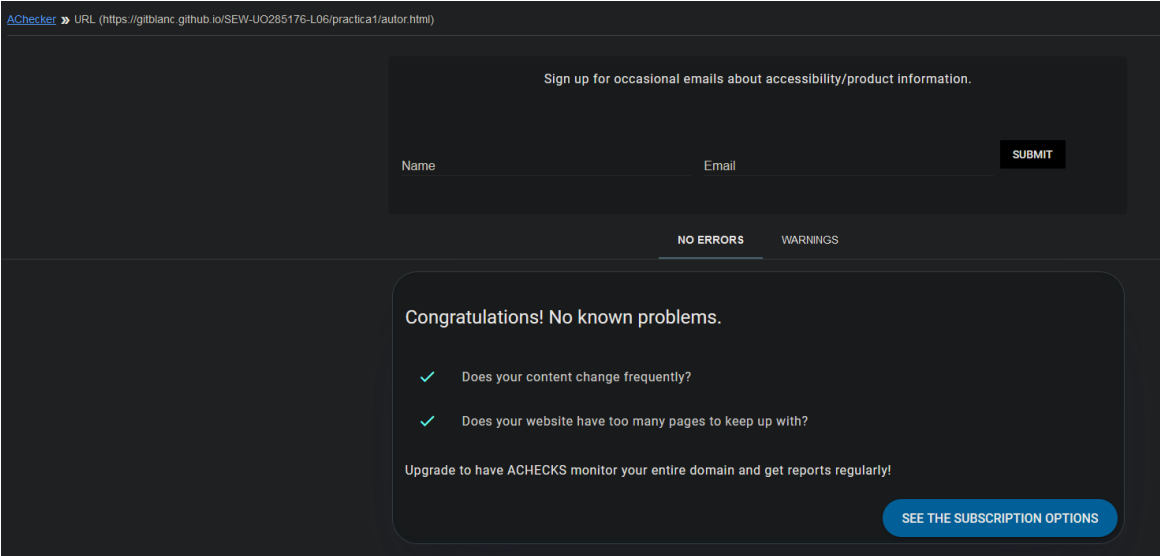 AChecker » URL (https://gitblanc.github.io/SEW-UO285176-L06/practica1/autor.html)
Sign up for occasional emails about accessibility/product information.
Name Email SUBMIT
NO ERRORS WARNINGS
Congratulations! No known problems.
Does your content change frequently?
Does your website have too many pages to keep up with?
Upgrade to have ACHECKS monitor your entire domain and get reports regularly!
SEE THE SUBSCRIPTION OPTIONS